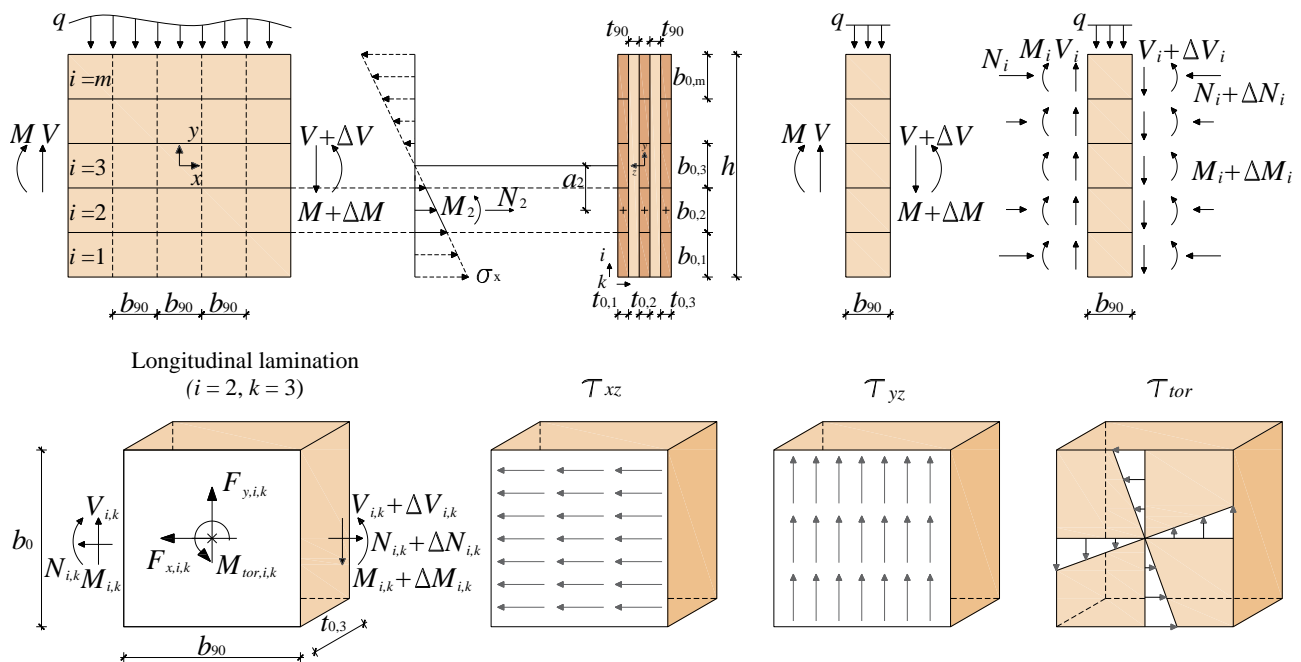 q
i =m
i =3
i =2
i =1
M V
y
x
V+ΔV
M+ΔM
b90 b90 b90
a2
M2 N2
σx
t90 t90
b0,m
b0,3
b0,2
b0,1
h
i
k
t0,1 t0,2 t0,3
q
M V
V+ΔV
M+ΔM
b90
q
Ni
Mi Vi
Vi+ΔVi
Ni+ΔNi
Mi+ΔMi
b90
Longitudinal lamination
(i = 2, k = 3)
b0
Vi,k
Ni,k
Mi,k
Fy,i,k
Fx,i,k
Mtor,i,k
Vi,k+ΔVi,k
Ni,k+ΔNi,k
Mi,k+ΔMi,k
t0,3
b90
τxz
τyz
τtor